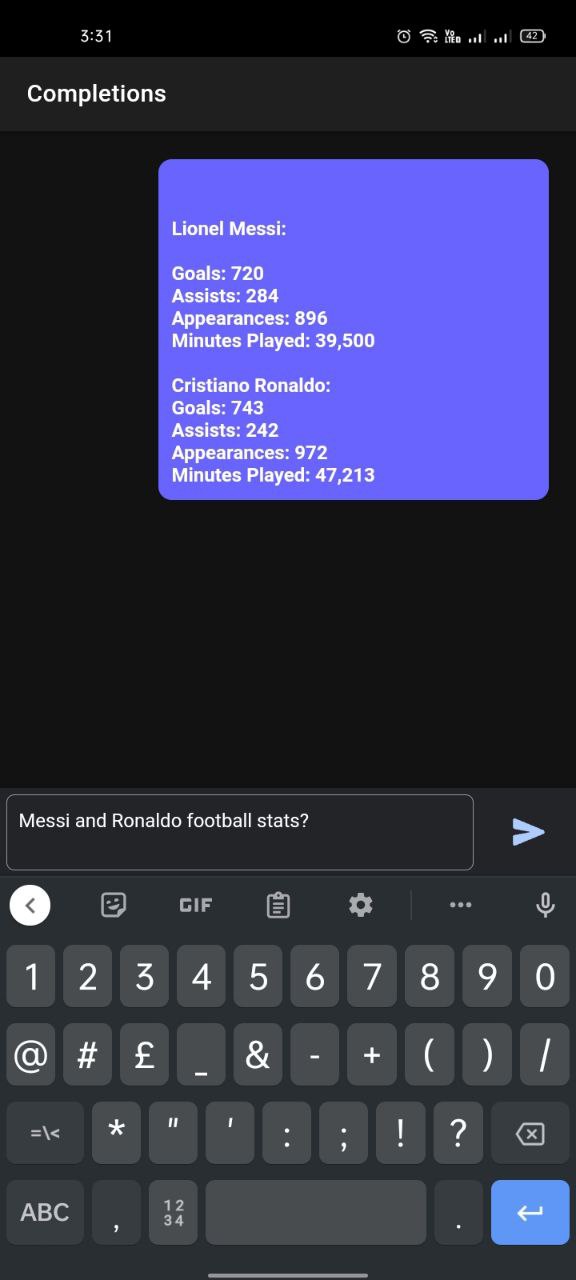 3:31
Vo
LTE
42
Completions
Lionel Messi:
Goals: 720
Assists: 284
Appearances: 896
Minutes Played: 39,500
Cristiano Ronaldo:
Goals: 743
Assists: 242
Appearances: 972
Minutes Played: 47,213
Messi and Ronaldo football stats?
GIF
1 2 3 4 5 6 7 8 9 0
@ # £ _ & - + ( ) /
=\< * " ' : ; ! ?
ABC , 12 .
34